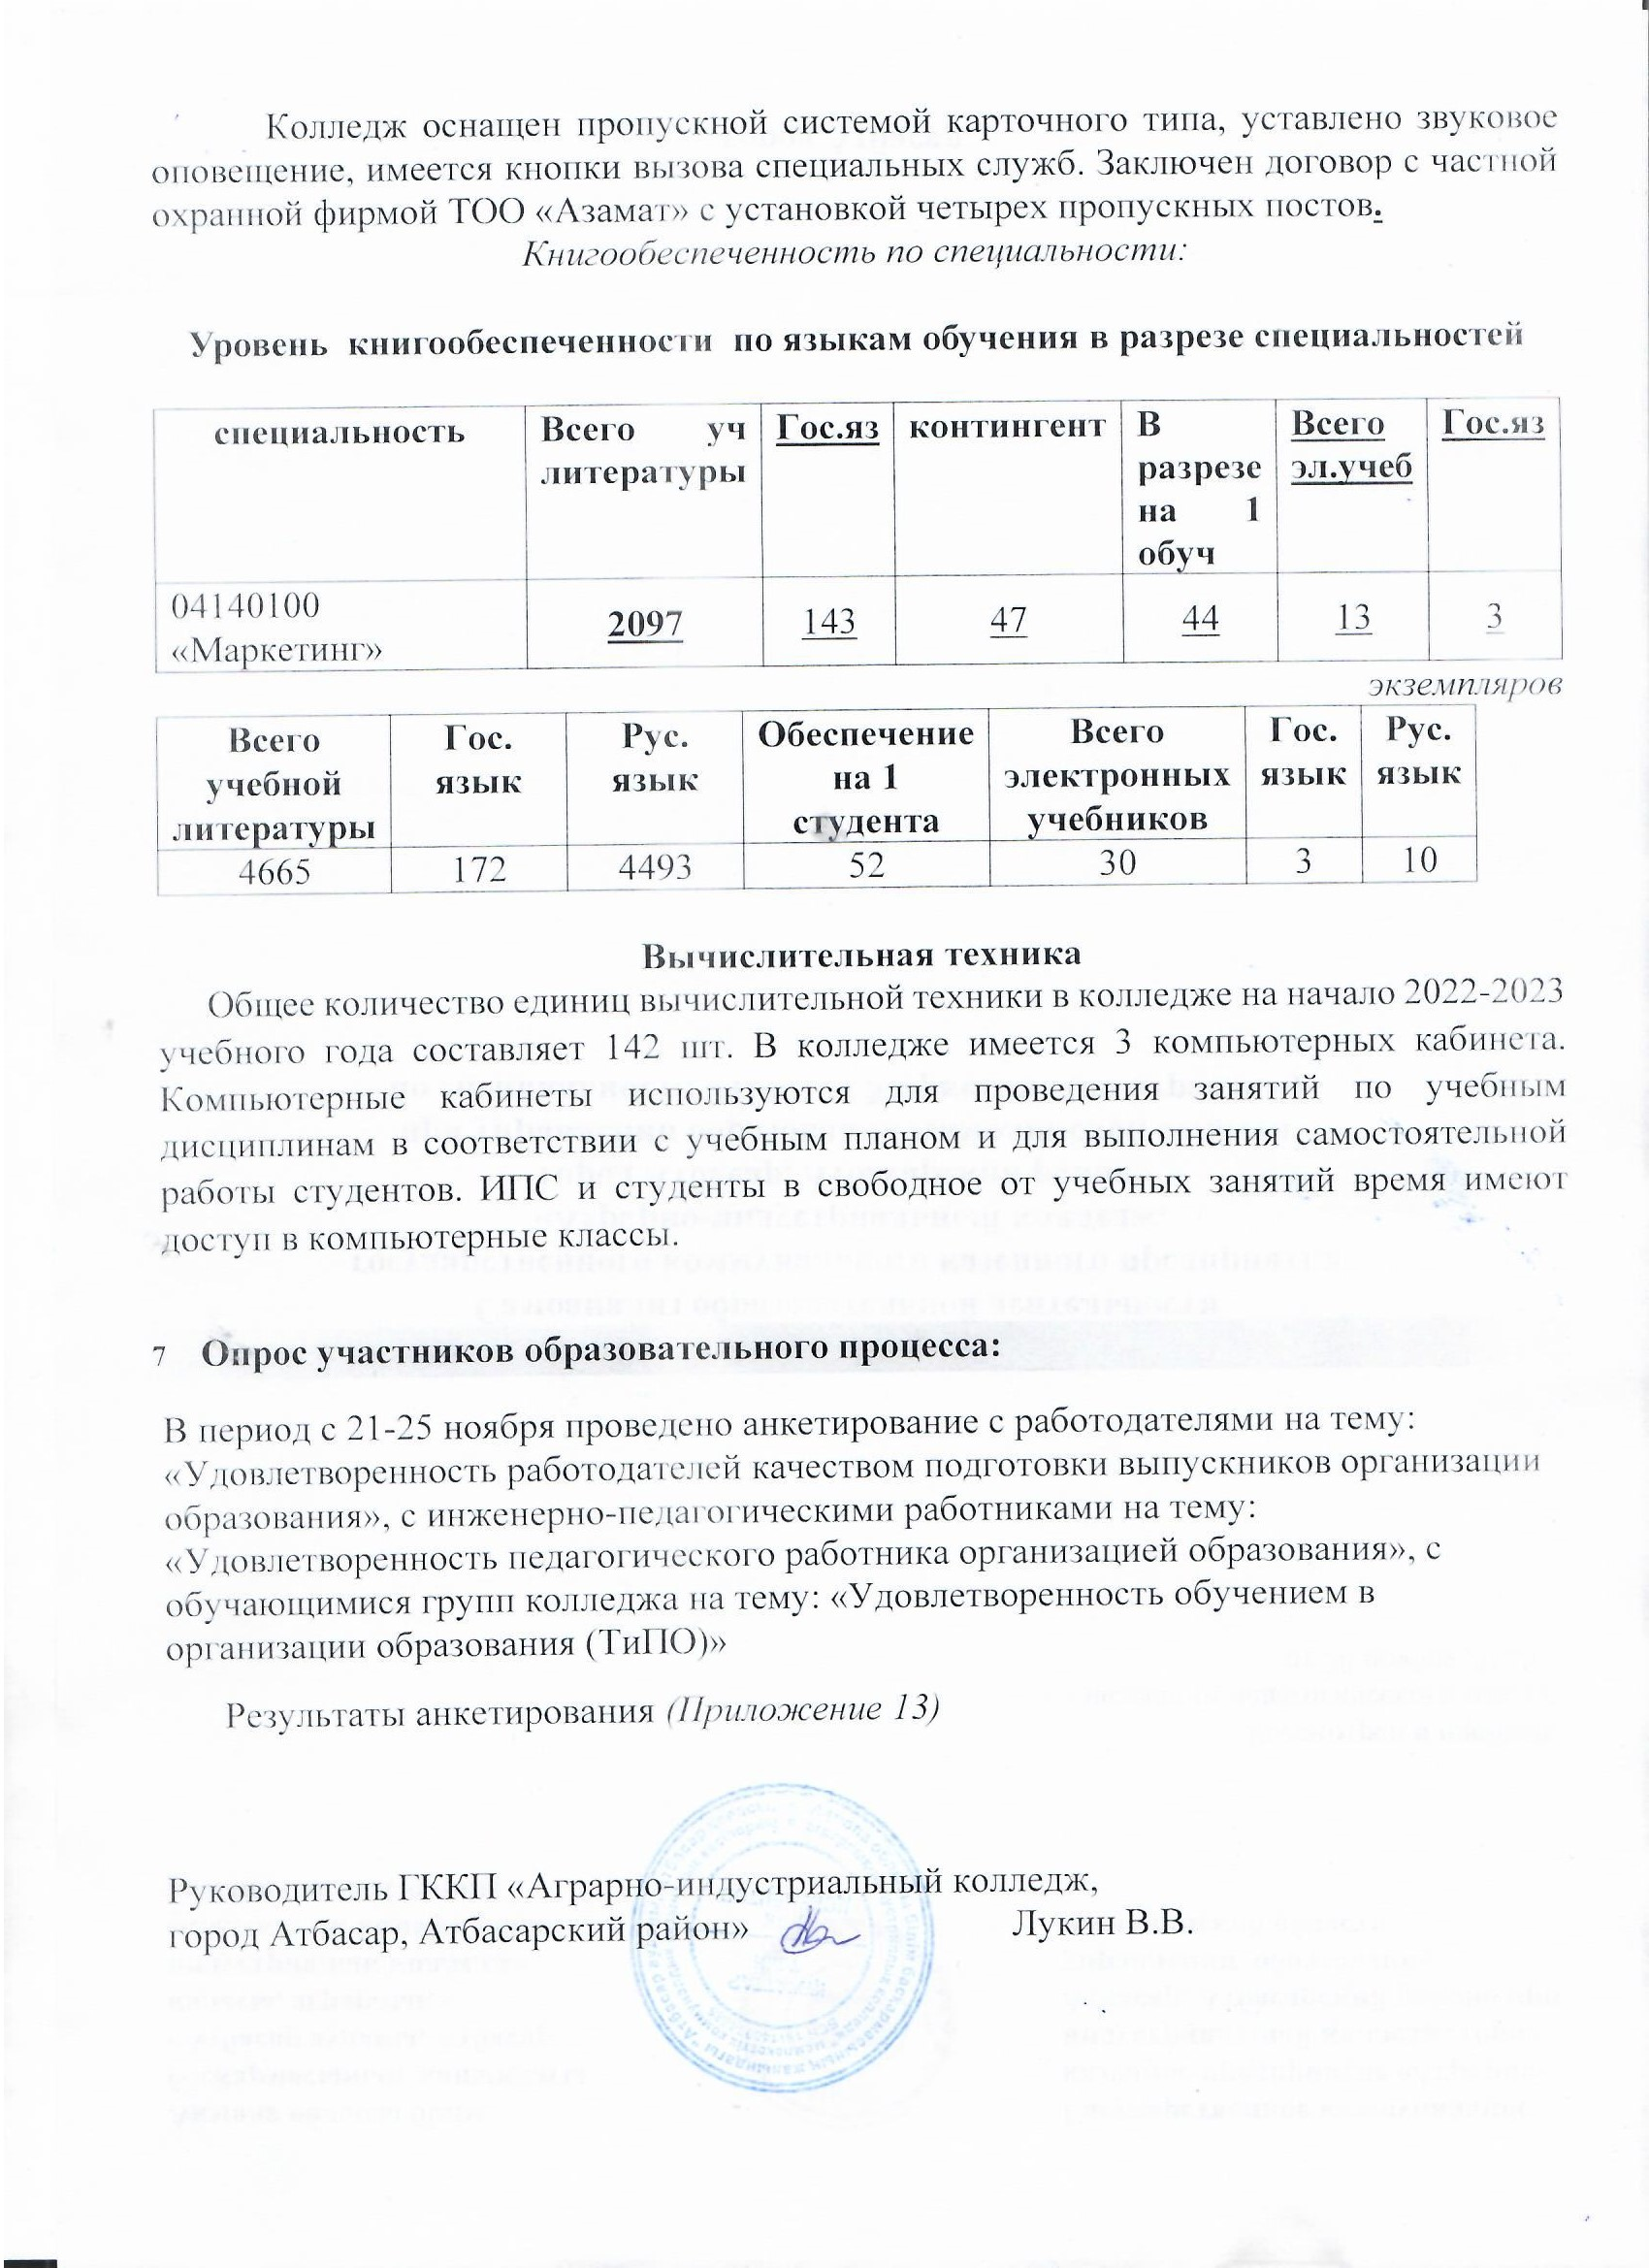 Колледж оснащен пропускной системой карточного типа, уставлено звуковое
оповещение, имеется кнопки вызова специальных служб. Заключен договор с частной
охранной фирмой ТОО «Азамат» с установкой четырех пропускных постов.
Книгообеспеченность по специальности:
Уровень книгообеспеченности по языкам обучения в разрезе специальностей
специальность Всего уч Гос.яз контингент В Всего Гос.яз
литературы разрезе эл.учеб
на 1
обуч
04140100 2097 143 47 44 13 3
«Маркетинг»
экземпляров
Всего Гос. Рус. Обеспечение Всего Гос. Рус.
учебной язык язык на 1 электронных язык язык
литературы студента учебников
4665 172 4493 52 30 3 10
Вычислительная техника
Общее количество единиц вычислительной техники в колледже на начало 2022-2023
учебного года составляет 142 шт. В колледже имеется 3 компьютерных кабинета.
Компьютерные кабинеты используются для проведения занятий по учебным
дисциплинам в соответствии с учебным планом и для выполнения самостоятельной
работы студентов. ИПС и студенты в свободное от учебных занятий время имеют
доступ в компьютерные классы.
7 Опрос участников образовательного процесса:
В период с 21-25 ноября проведено анкетирование с работодателями на тему:
«Удовлетворенность работодателей качеством подготовки выпускников организации
образования», с инженерно-педагогическими работниками на тему:
«Удовлетворенность педагогического работника организацией образования», с
обучающимися групп колледжа на тему: «Удовлетворенность обучением в
организации образования (ТиПО)»
Результаты анкетирования (Приложение 13)
Руководитель ГККП «Аграрно-индустриальный колледж,
город Атбасар, Атбасарский район» Лукин В.В.